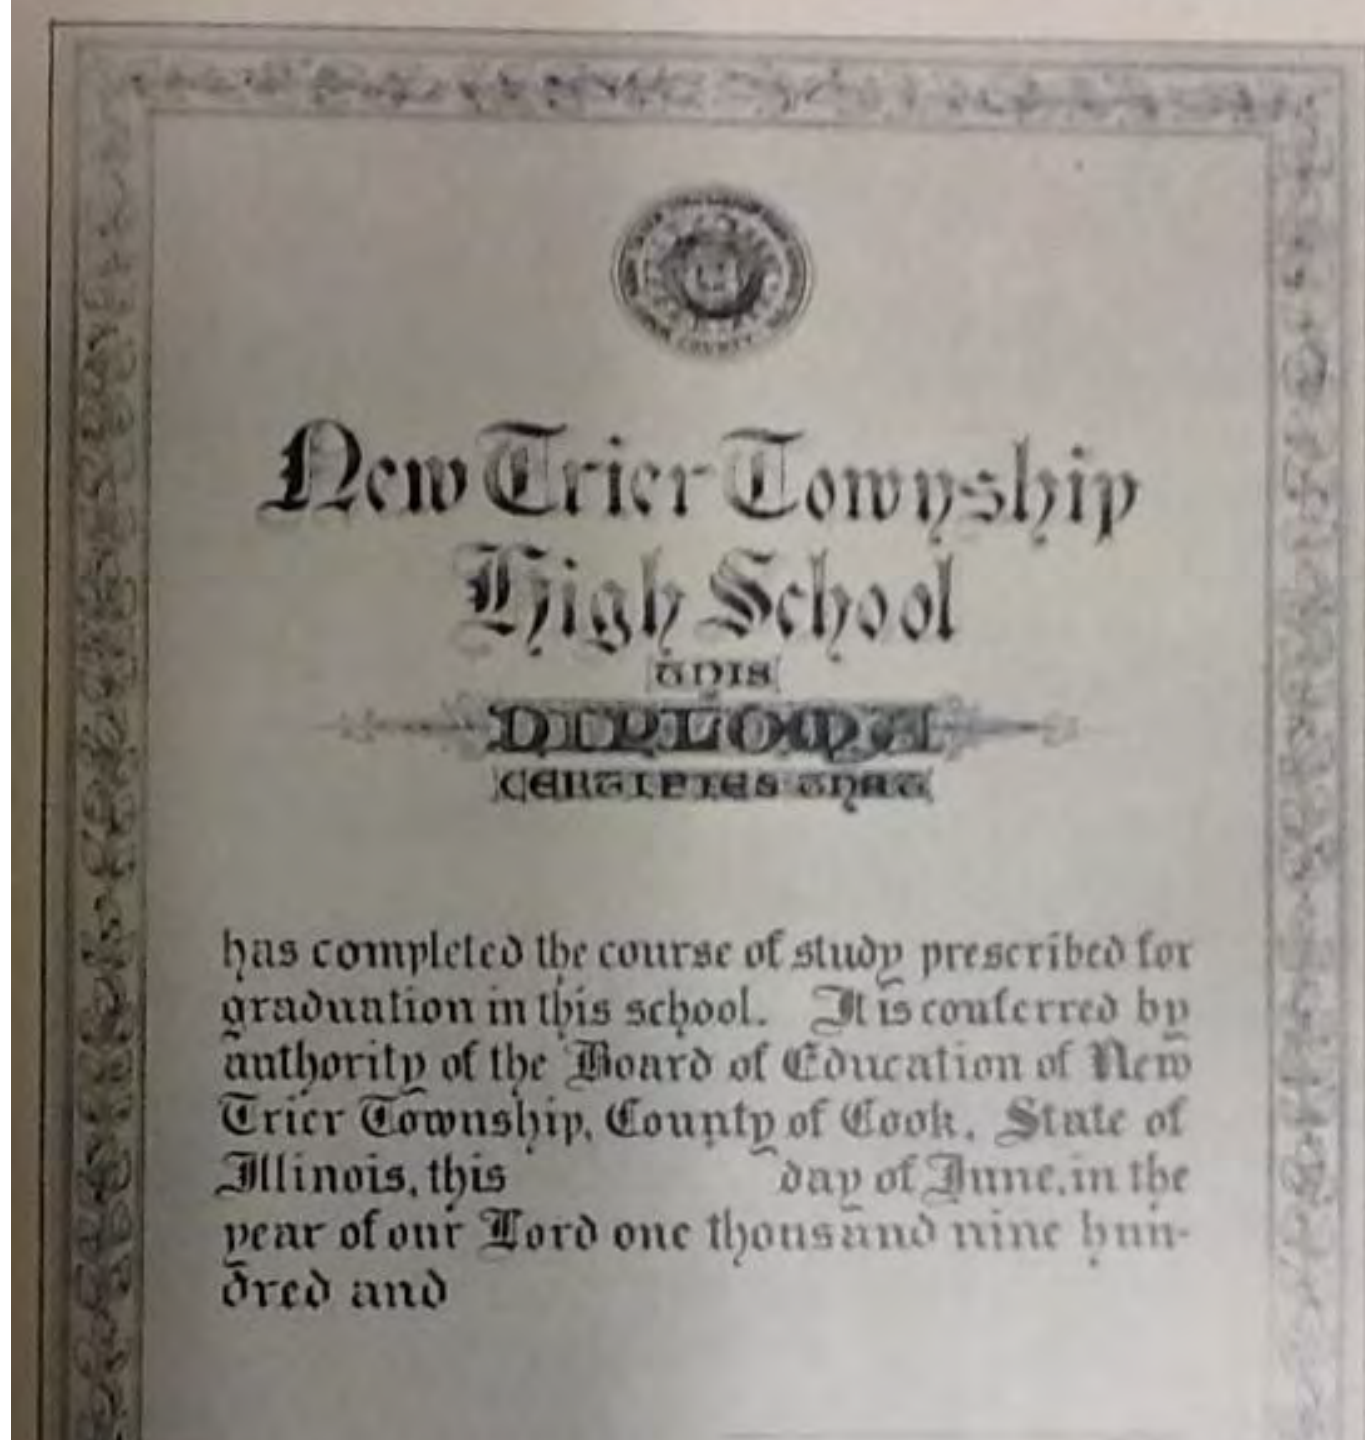 COUNTY
New Trier Township
High School
THIS
DIPLOMA
CERTIFIES THAT
has completed the course of study prescribed for
graduation in this school. It is conferred by
authority of the Board of Education of New
Trier Township, County of Cook, State of
Illinois, this day of June, in the
year of our Lord one thousand nine hun-
dred and